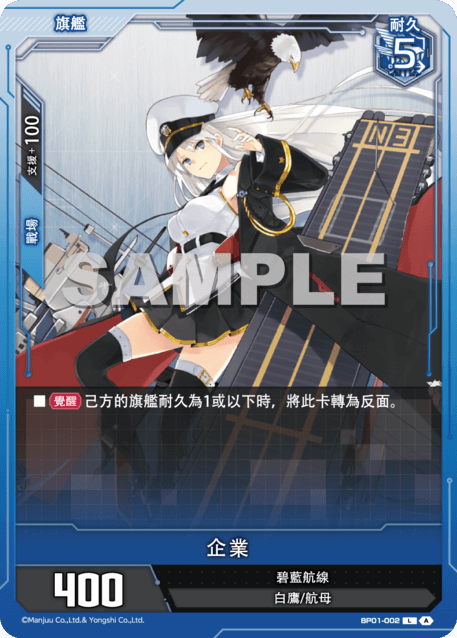 旗艦
耐久
5
支援+100
戰場
NE
SAMPLE
■ 覺醒 己方的旗艦耐久為1或以下時，將此卡轉為反面。
企業
400
碧藍航線
白鷹/航母
©Manjuu Co.,Ltd.& Yongshi Co.,Ltd.
BP01-002 L A